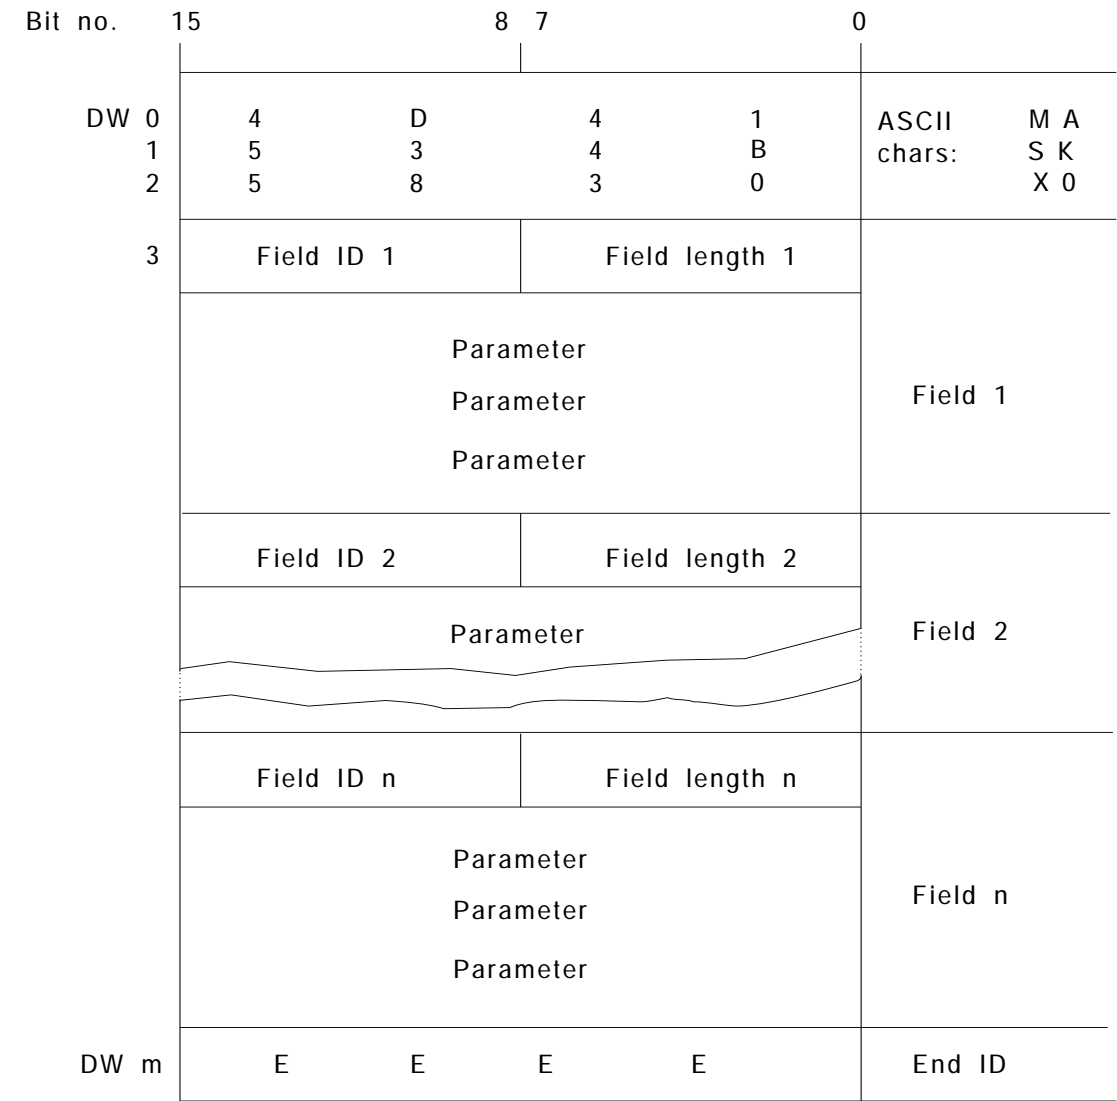 Bit no. 15 8 7 0
DW 0 4 D 4 1 ASCII M A
1 5 3 4 B chars: S K
2 5 8 3 0 X 0
3 Field ID 1 Field length 1
Parameter
Parameter Field 1
Parameter
Field ID 2 Field length 2
Parameter Field 2
Field ID n Field length n
Parameter
Parameter Field n
Parameter
DW m E E E E End ID